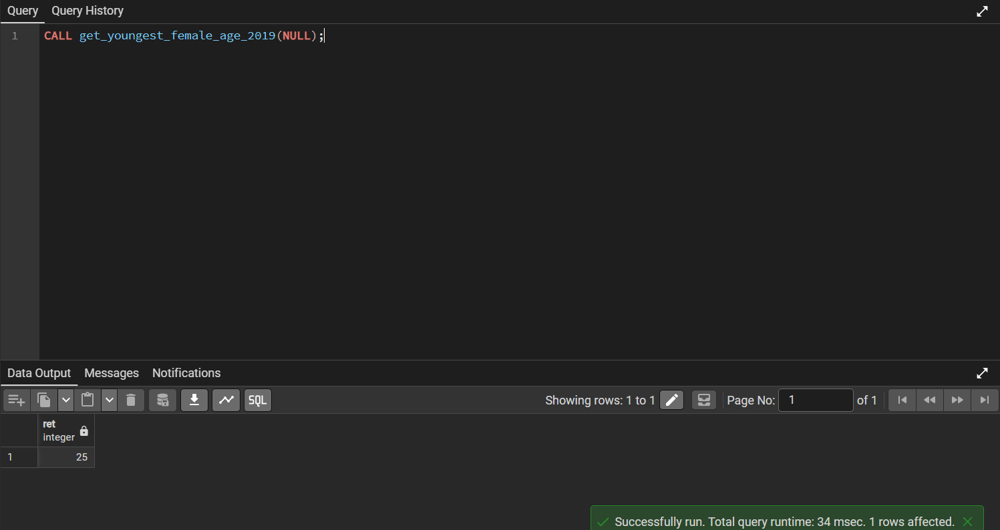 Query Query History
1 CALL get_youngest_female_age_2019(NULL);
Data Output Messages Notifications
SQL Showing rows: 1 to 1 Page No: 1 of 1
ret
integer
1 25
Successfully run. Total query runtime: 34 msec. 1 rows affected.